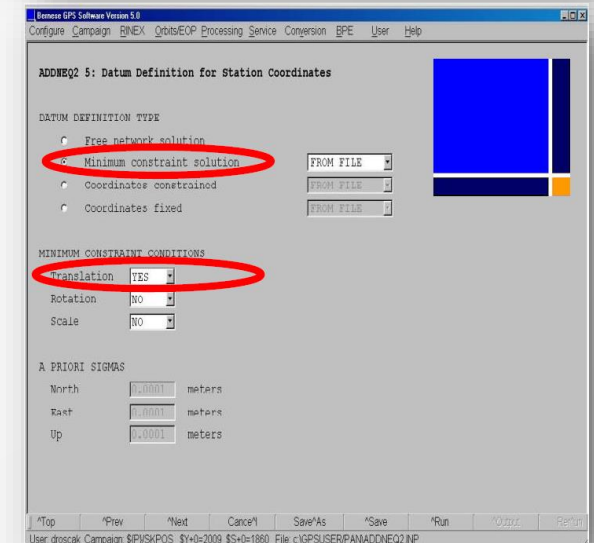 Bernese GPS Software Version 5.0
Configure Campaign RINEX Orbits/EOP Processing Service Conversion BPE User Help
ADDNEQ2 5: Datum Definition for Station Coordinates
DATUM DEFINITION TYPE
Free network solution
Minimum constraint solution FROM FILE
Coordinates constrained FROM FILE
Coordinates fixed FROM FILE
MINIMUM CONSTRAINT CONDITIONS
Translation YES
Rotation NO
Scale NO
A PRIORI SIGMAS
North 0.0001 meters
East 0.0001 meters
Up 0.0001 meters
^Top ^Prev ^Next Cance^l Save^As ^Save ^Run ^Output Rer^un
User: droscak Campaign: $P/SKPOS $Y+0=2009 $S+0=1860 File: c:\GPSUSER/PAN\ADDNEQ2.INP